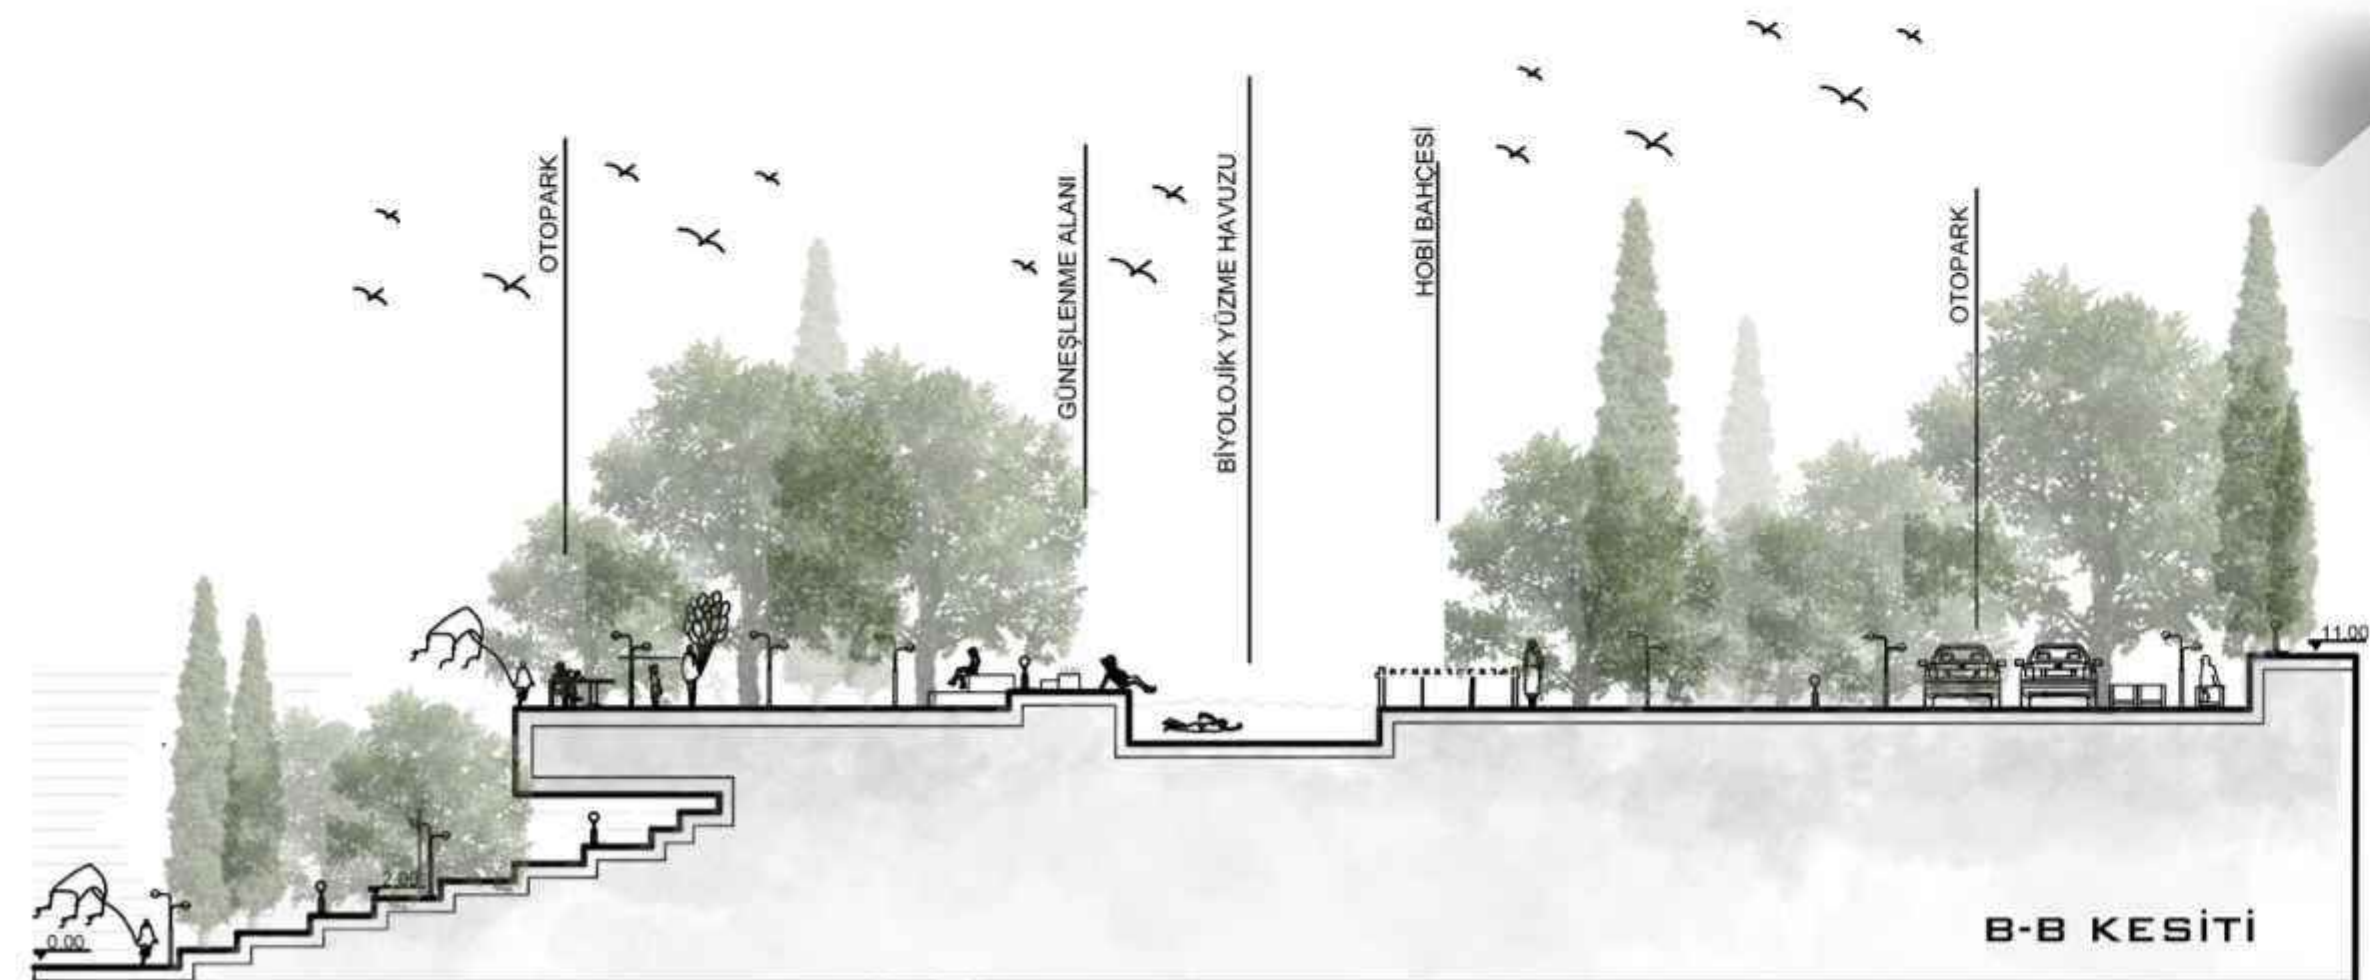 OTOPARK
GÜNEŞLENME ALANI
BİYOLOJİK YÜZME HAVUZU
HOBİ BAHÇESİ
OTOPARK
11.00
2.00
0.00
B-B KESİTİ